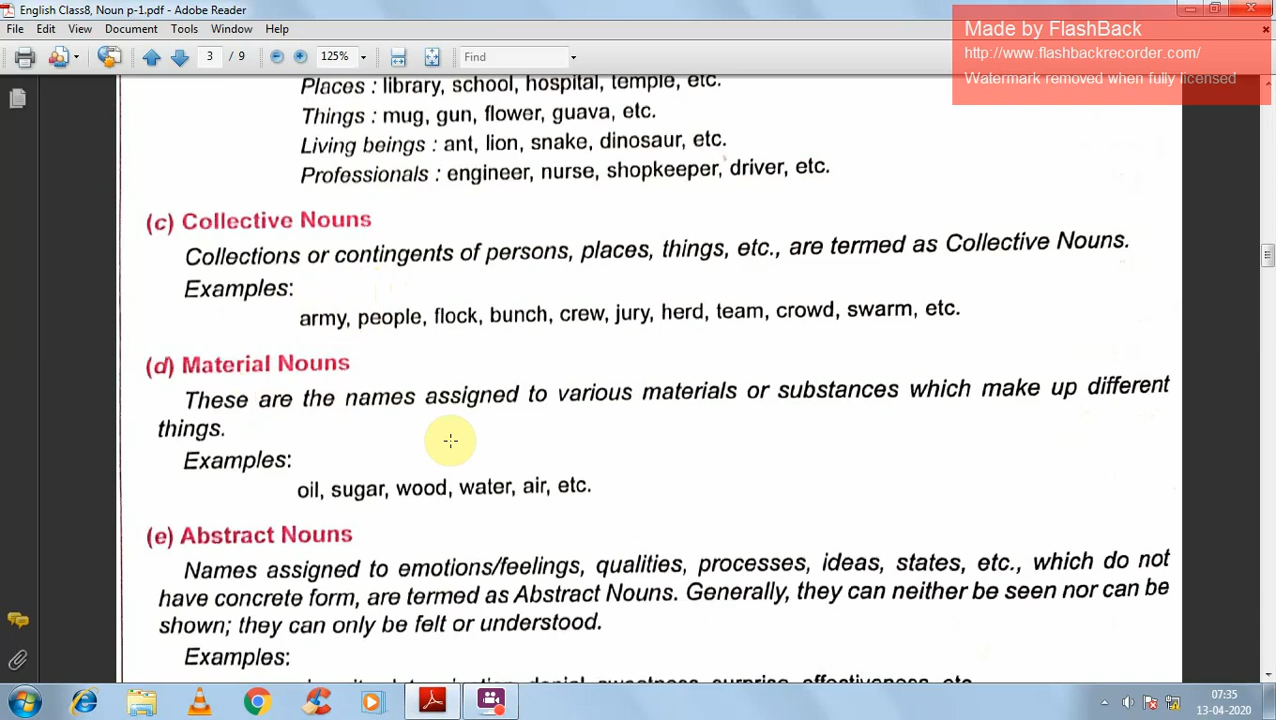 English Class8, Noun p-1.pdf - Adobe Reader
File Edit View Document Tools Window Help
3 / 9 125% Find
Made by FlashBack
http://www.flashbackrecorder.com/
Watermark removed when fully licensed
Places : library, school, hospital, temple, etc.
Things : mug, gun, flower, guava, etc.
Living beings : ant, lion, snake, dinosaur, etc.
Professionals : engineer, nurse, shopkeeper, driver, etc.
(c) Collective Nouns
Collections or contingents of persons, places, things, etc., are termed as Collective Nouns.
Examples:
army, people, flock, bunch, crew, jury, herd, team, crowd, swarm, etc.
(d) Material Nouns
These are the names assigned to various materials or substances which make up different
things.
Examples:
oil, sugar, wood, water, air, etc.
(e) Abstract Nouns
Names assigned to emotions/feelings, qualities, processes, ideas, states, etc., which do not
have concrete form, are termed as Abstract Nouns. Generally, they can neither be seen nor can be
shown; they can only be felt or understood.
Examples:
denial, sweetness, surprise, effectiveness, etc.
07:35
13-04-2020